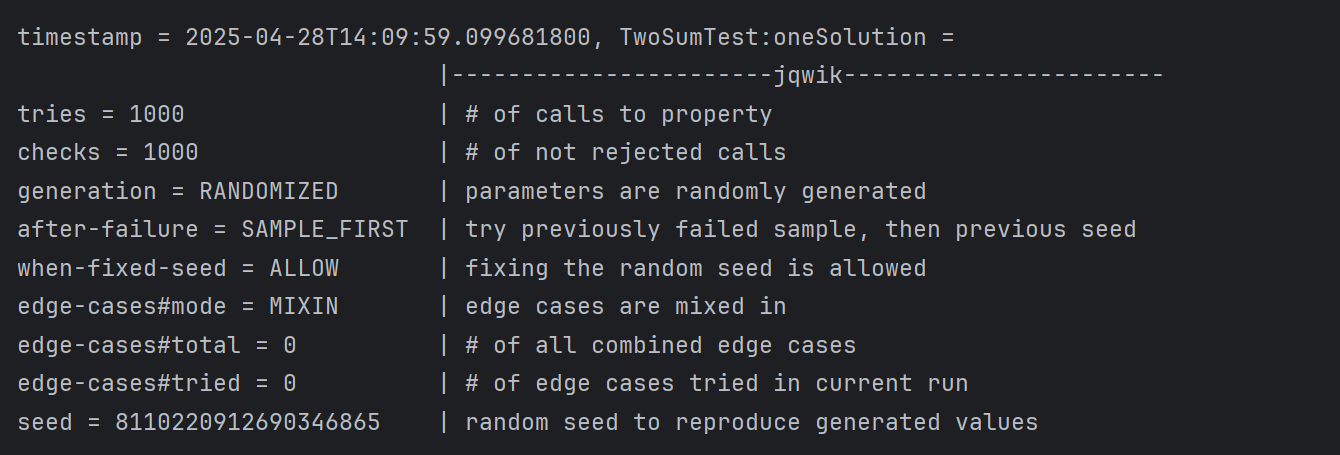 timestamp = 2025-04-28T14:09:59.099681800, TwoSumTest:oneSolution =
|-----------------------jqwik-----------------------
tries = 1000 | # of calls to property
checks = 1000 | # of not rejected calls
generation = RANDOMIZED | parameters are randomly generated
after-failure = SAMPLE_FIRST | try previously failed sample, then previous seed
when-fixed-seed = ALLOW | fixing the random seed is allowed
edge-cases#mode = MIXIN | edge cases are mixed in
edge-cases#total = 0 | # of all combined edge cases
edge-cases#tried = 0 | # of edge cases tried in current run
seed = 8110220912690346865 | random seed to reproduce generated values